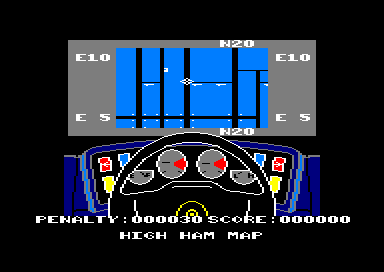 N20
E10 E10
E 5 E 5
N20
PENALTY:000030 SCORE:000000
HIGH HAM MAP